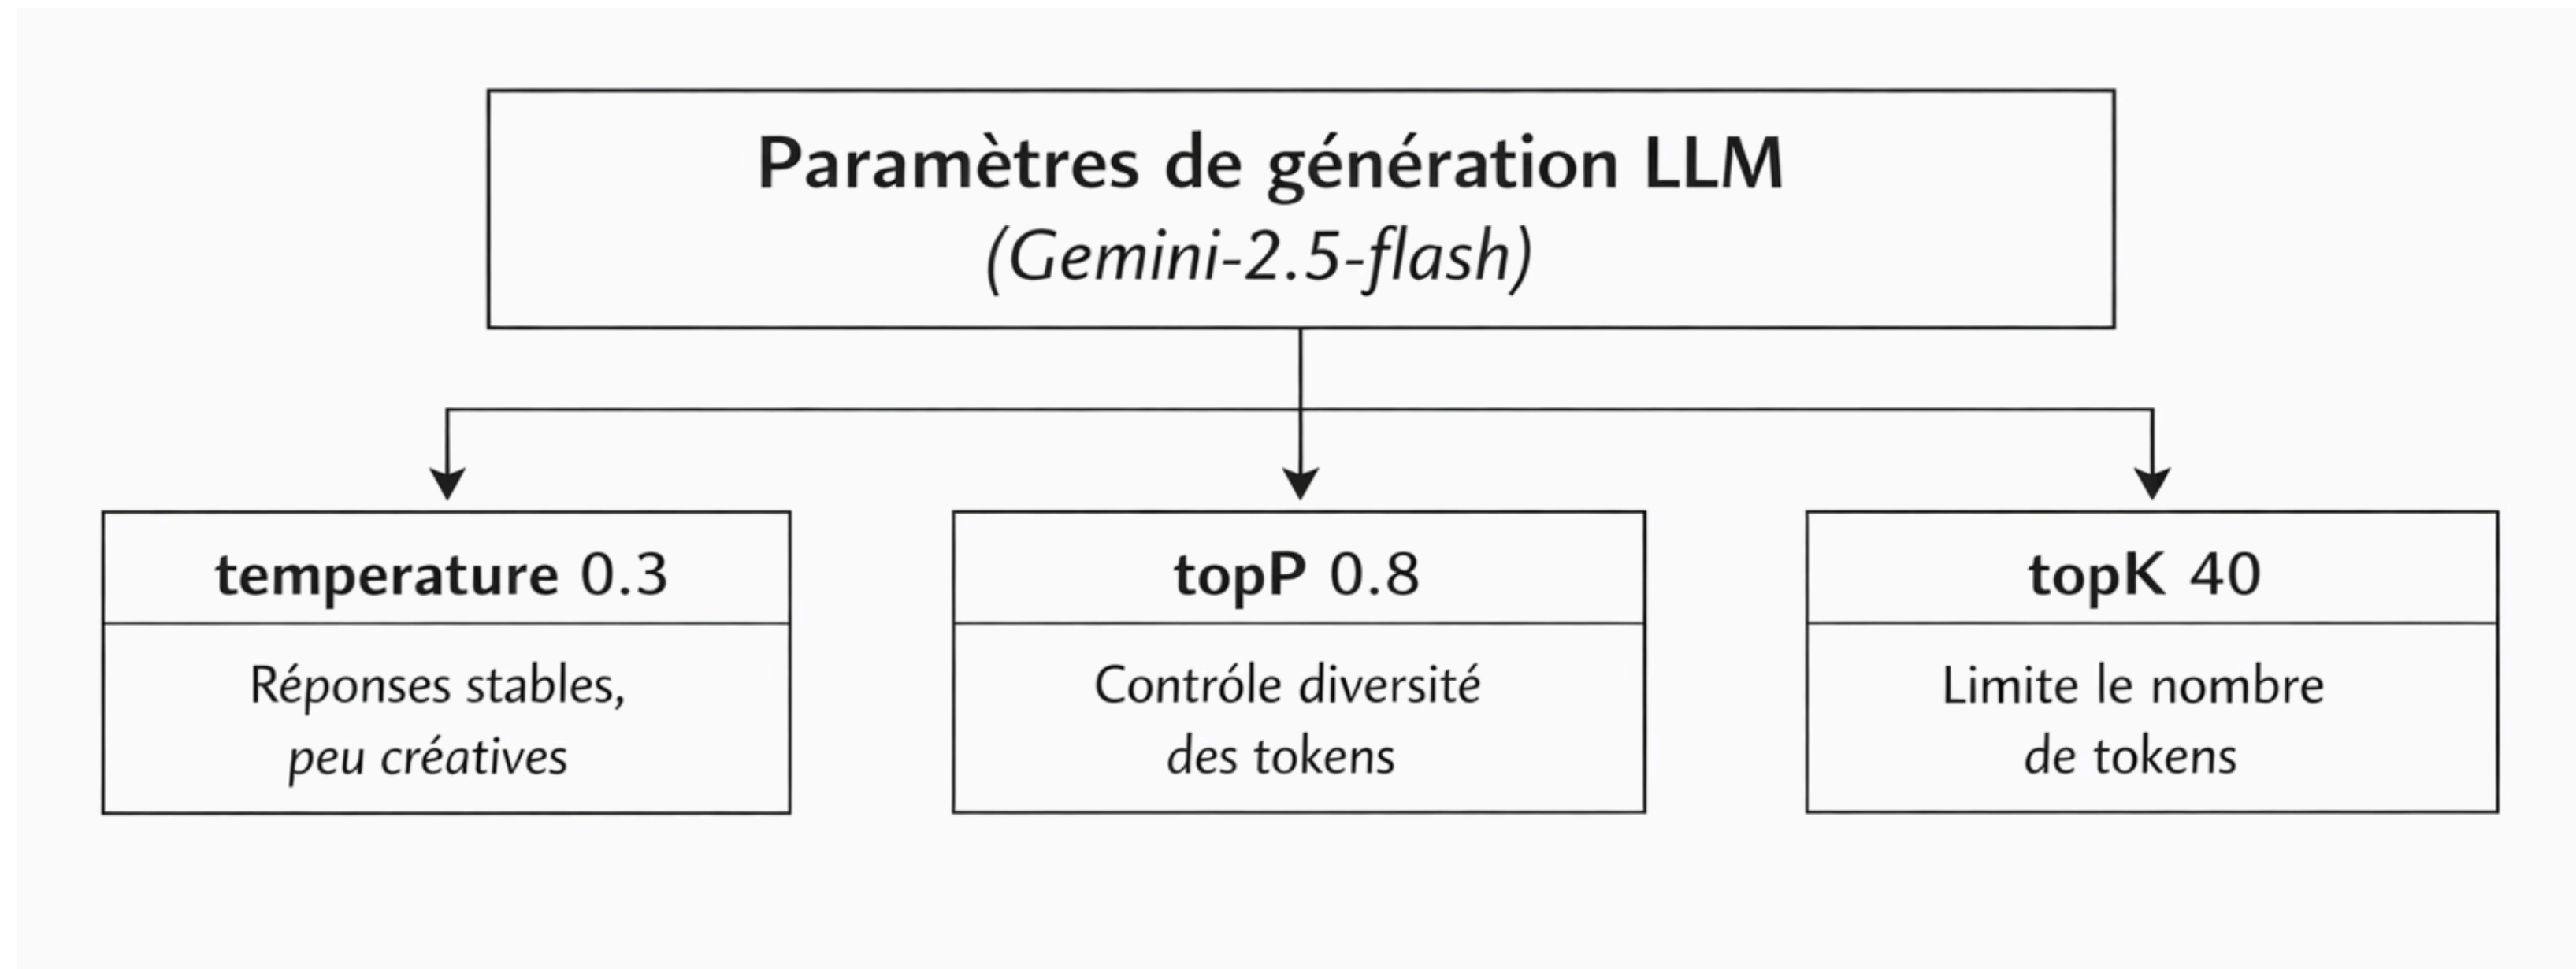 Paramètres de génération LLM
(Gemini-2.5-flash)
temperature 0.3
Réponses stables,
peu créatives
topP 0.8
Contróle diversité
des tokens
topK 40
Limite le nombre
de tokens